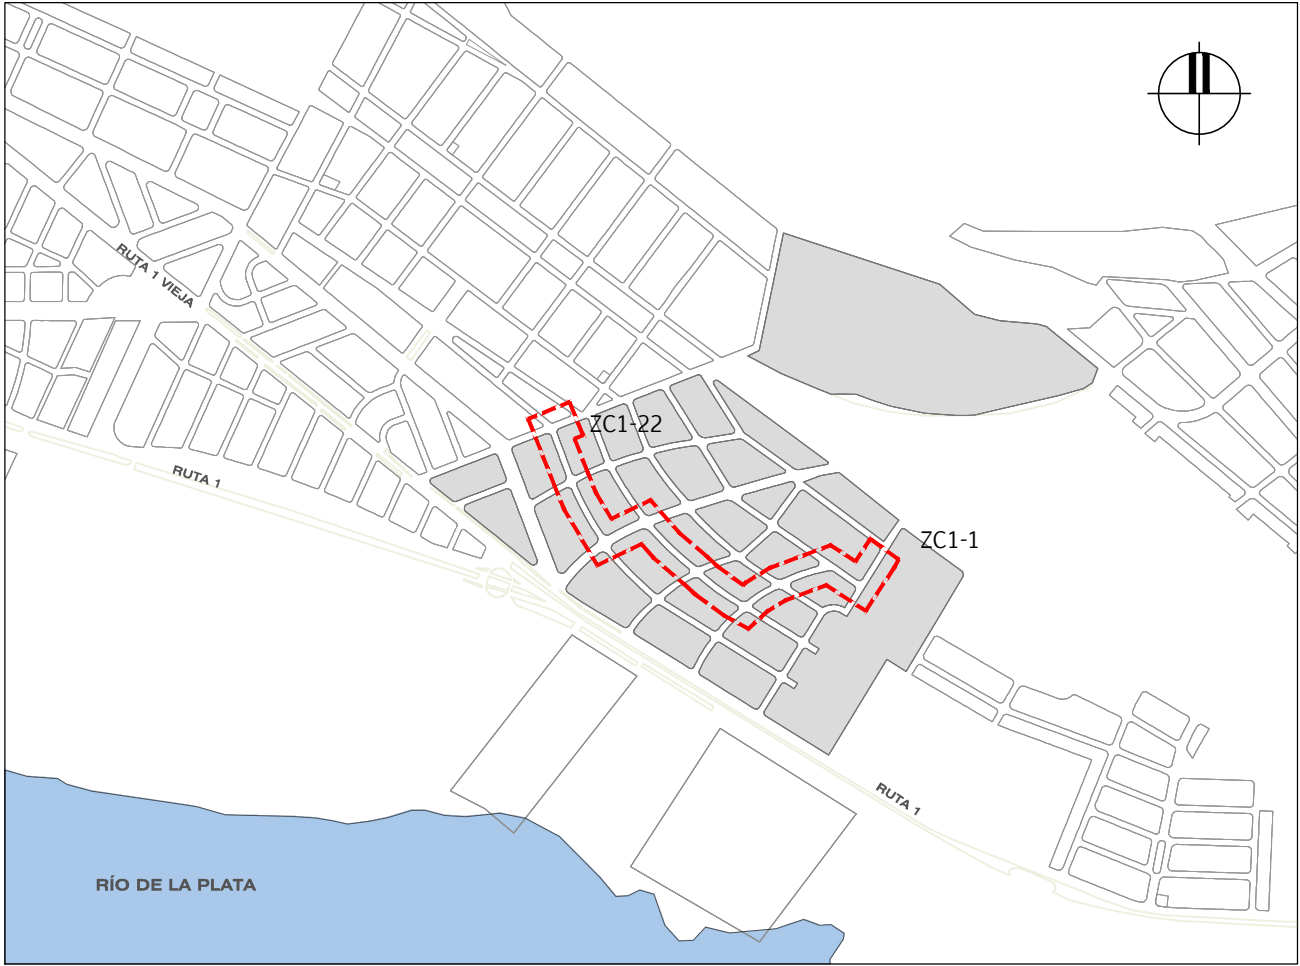 RUTA 1 VIEJA
ZC1-22
RUTA 1
ZC1-1
RUTA 1
RÍO DE LA PLATA